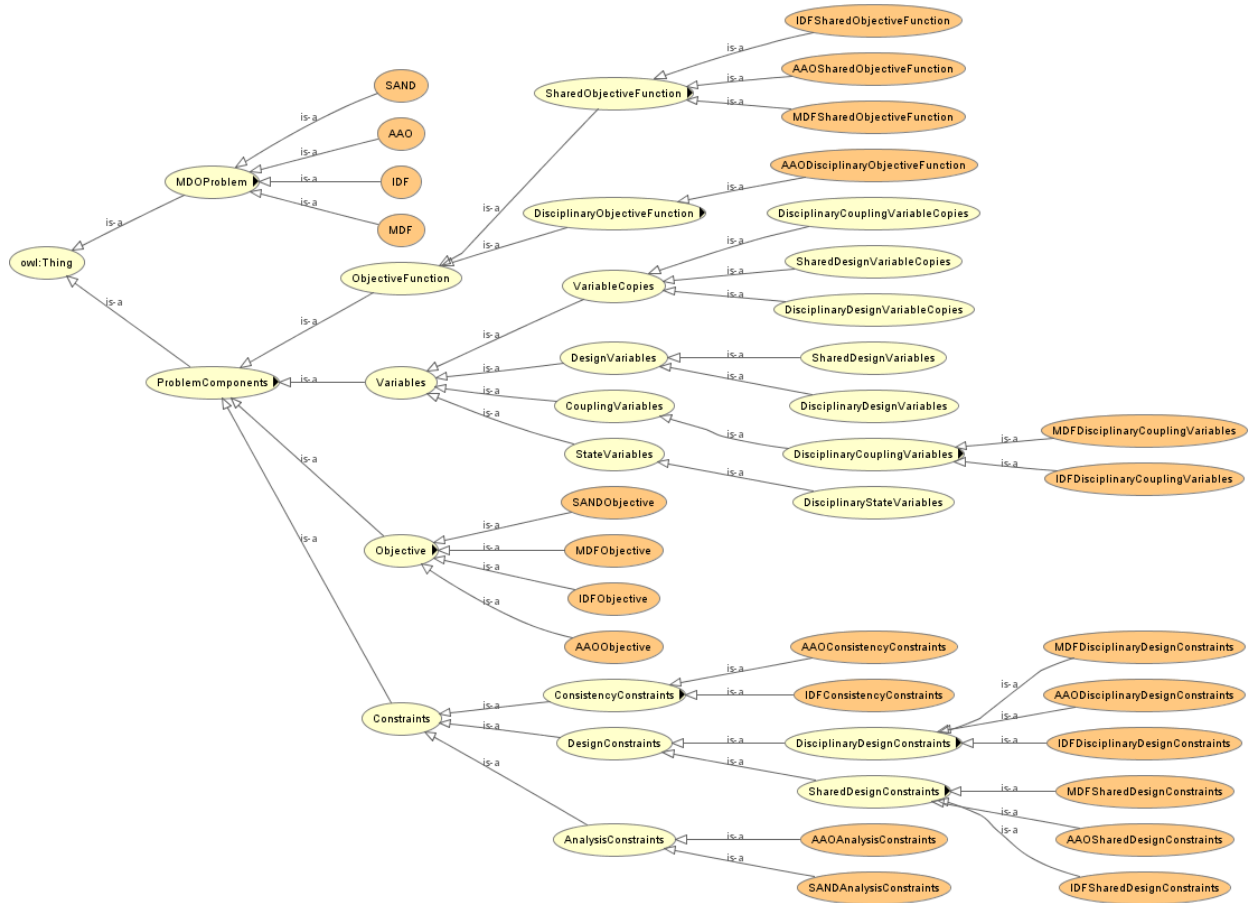 IDFSharedObjectiveFunction
is-a
AAOSharedObjectiveFunction
SAND
is-a
SharedObjectiveFunction
is-a
is-a
MDFSharedObjectiveFunction
AAO
is-a
AAODisciplinaryObjectiveFunction
MDOProblem
is-a
IDF
is-a
is-a
DisciplinaryObjectiveFunction
DisciplinaryCouplingVariableCopies
is-a
MDF
is-a
is-a
is-a
owl:Thing
ObjectiveFunction
SharedDesignVariableCopies
is-a
VariableCopies
is-a
is-a
DisciplinaryDesignVariableCopies
is-a
is-a
DesignVariables
is-a
SharedDesignVariables
ProblemComponents
is-a
Variables
is-a
is-a
CouplingVariables
DisciplinaryDesignVariables
is-a
is-a
MDFDisciplinaryCouplingVariables
is-a
is-a
StateVariables
DisciplinaryCouplingVariables
is-a
IDFDisciplinaryCouplingVariables
is-a
SANDObjective
DisciplinaryStateVariables
is-a
is-a
Objective
is-a
MDFObjective
is-a
IDFObjective
is-a
AAOObjective
AAOConsistencyConstraints
MDFDisciplinaryDesignConstraints
is-a
is-a
ConsistencyConstraints
is-a
IDFConsistencyConstraints
AAODisciplinaryDesignConstraints
is-a
is-a
Constraints
is-a
DesignConstraints
is-a
DisciplinaryDesignConstraints
is-a
IDFDisciplinaryDesignConstraints
is-a
is-a
SharedDesignConstraints
is-a
MDFSharedDesignConstraints
is-a
is-a
AnalysisConstraints
is-a
AAOAnalysisConstraints
AAOSharedDesignConstraints
is-a
SANDAnalysisConstraints
IDFSharedDesignConstraints